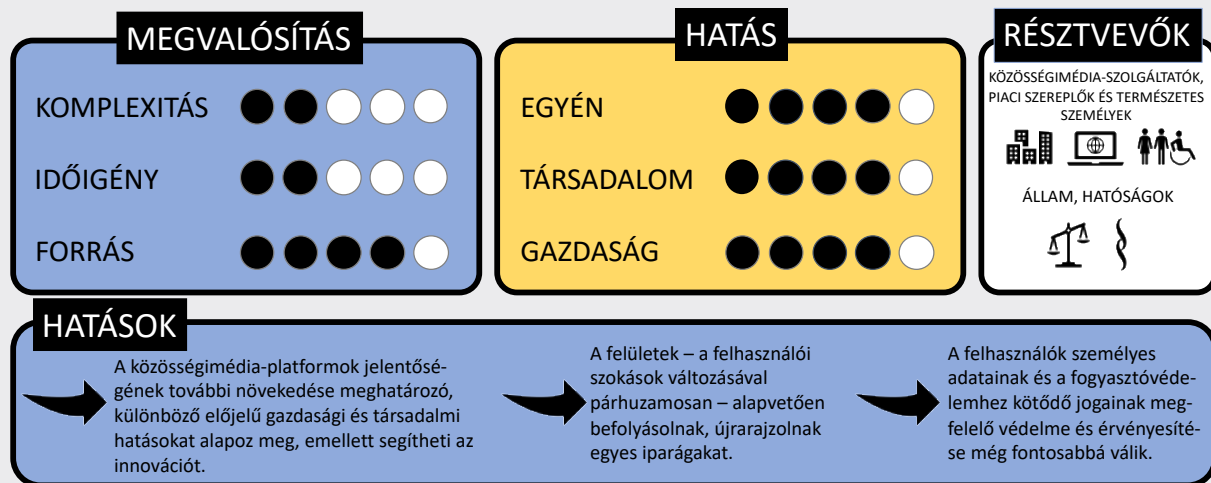 MEGVALÓSÍTÁS
KOMPLEXITÁS
IDŐIGÉNY
FORRÁS
HATÁS
EGYÉN
TÁRSADALOM
GAZDASÁG
RÉSZTVEVŐK
KÖZÖSSÉGIMÉDIA-SZOLGÁLTATÓK,
PIACI SZEREPLŐK ÉS TERMÉSZETES
SZEMÉLYEK
ÁLLAM, HATÓSÁGOK
HATÁSOK
A közösségimédia-platformok jelentősé-
gének további növekedése meghatározó,
különböző előjelű gazdasági és társadalmi
hatásokat alapoz meg, emellett segítheti az
innovációt.
A felületek – a felhasználói
szokások változásával
párhuzamosan – alapvetően
befolyásolnak, újrarajzolnak
egyes iparágakat.
A felhasználók személyes
adatainak és a fogyasztóvéde-
lemhez kötődő jogainak meg-
felelő védelme és érvényesíté-
se még fontosabbá válik.